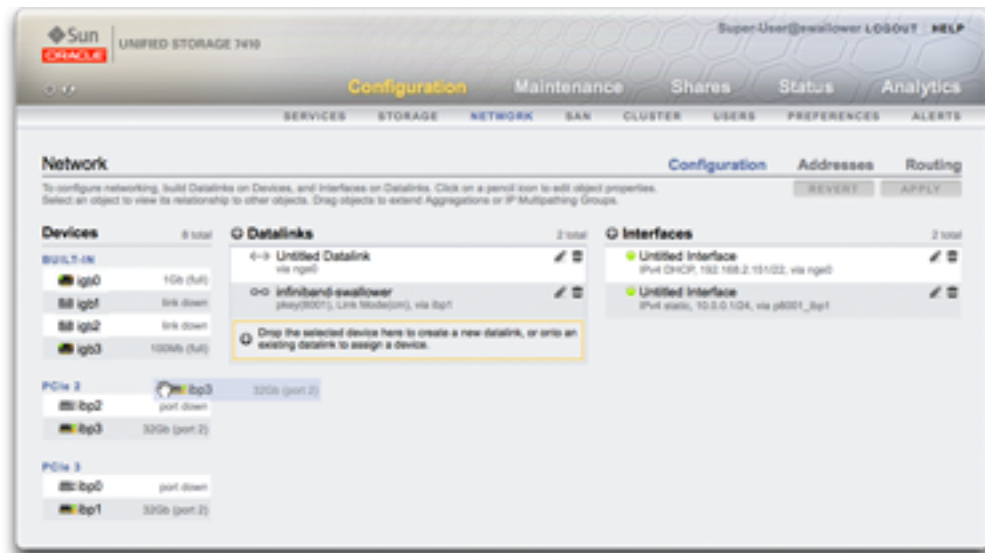 Sun
ORACLE
UNIFIED STORAGE 7410
Super-User@swallower LOGOUT HELP
Configuration Maintenance Shares Status Analytics
SERVICES STORAGE NETWORK SAN CLUSTER USERS PREFERENCES ALERTS
Network
Configuration Addresses Routing
To configure networking, build Datalinks on Devices, and Interfaces on Datalinks. Click on a pencil icon to edit object properties.
Select an object to view its relationship to other objects. Drag objects to extend Aggregations or IP Multipathing Groups.
REVERT APPLY
Devices 8 total
BUILT-IN
igb0 1Gb (full)
igb1 link down
igb2 link down
igb3 100Mb (full)
PCIe 2
ibp3 32Gb (port 2)
ibp2 port down
ibp3 32Gb (port 2)
PCIe 3
ibp0 port down
ibp1 32Gb (port 2)
Datalinks 2 total
Untitled Datalink
via nge0
infiniband-swallower
pkey(8001), Link Mode(cm), via ibp1
Drop the selected device here to create a new datalink, or onto an
existing datalink to assign a device.
Interfaces 2 total
Untitled Interface
IPv4 DHCP, 192.168.2.151/22, via nge0
Untitled Interface
IPv4 static, 10.0.0.1/24, via p8001_ibp1